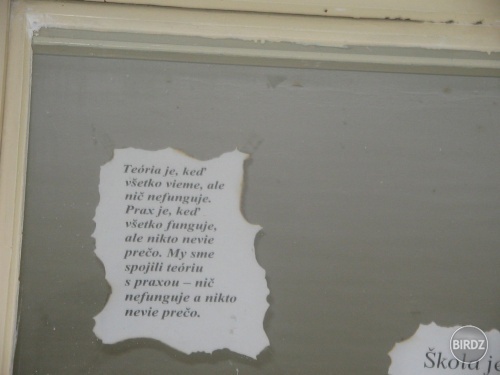 Teória je, keď
všetko vieme, ale
nič nefunguje.
Prax je, keď
všetko funguje,
ale nikto nevie
prečo. My sme
spojili teóriu
s praxou – nič
nefunguje a nikto
nevie prečo.
Škola je
BIRDZ